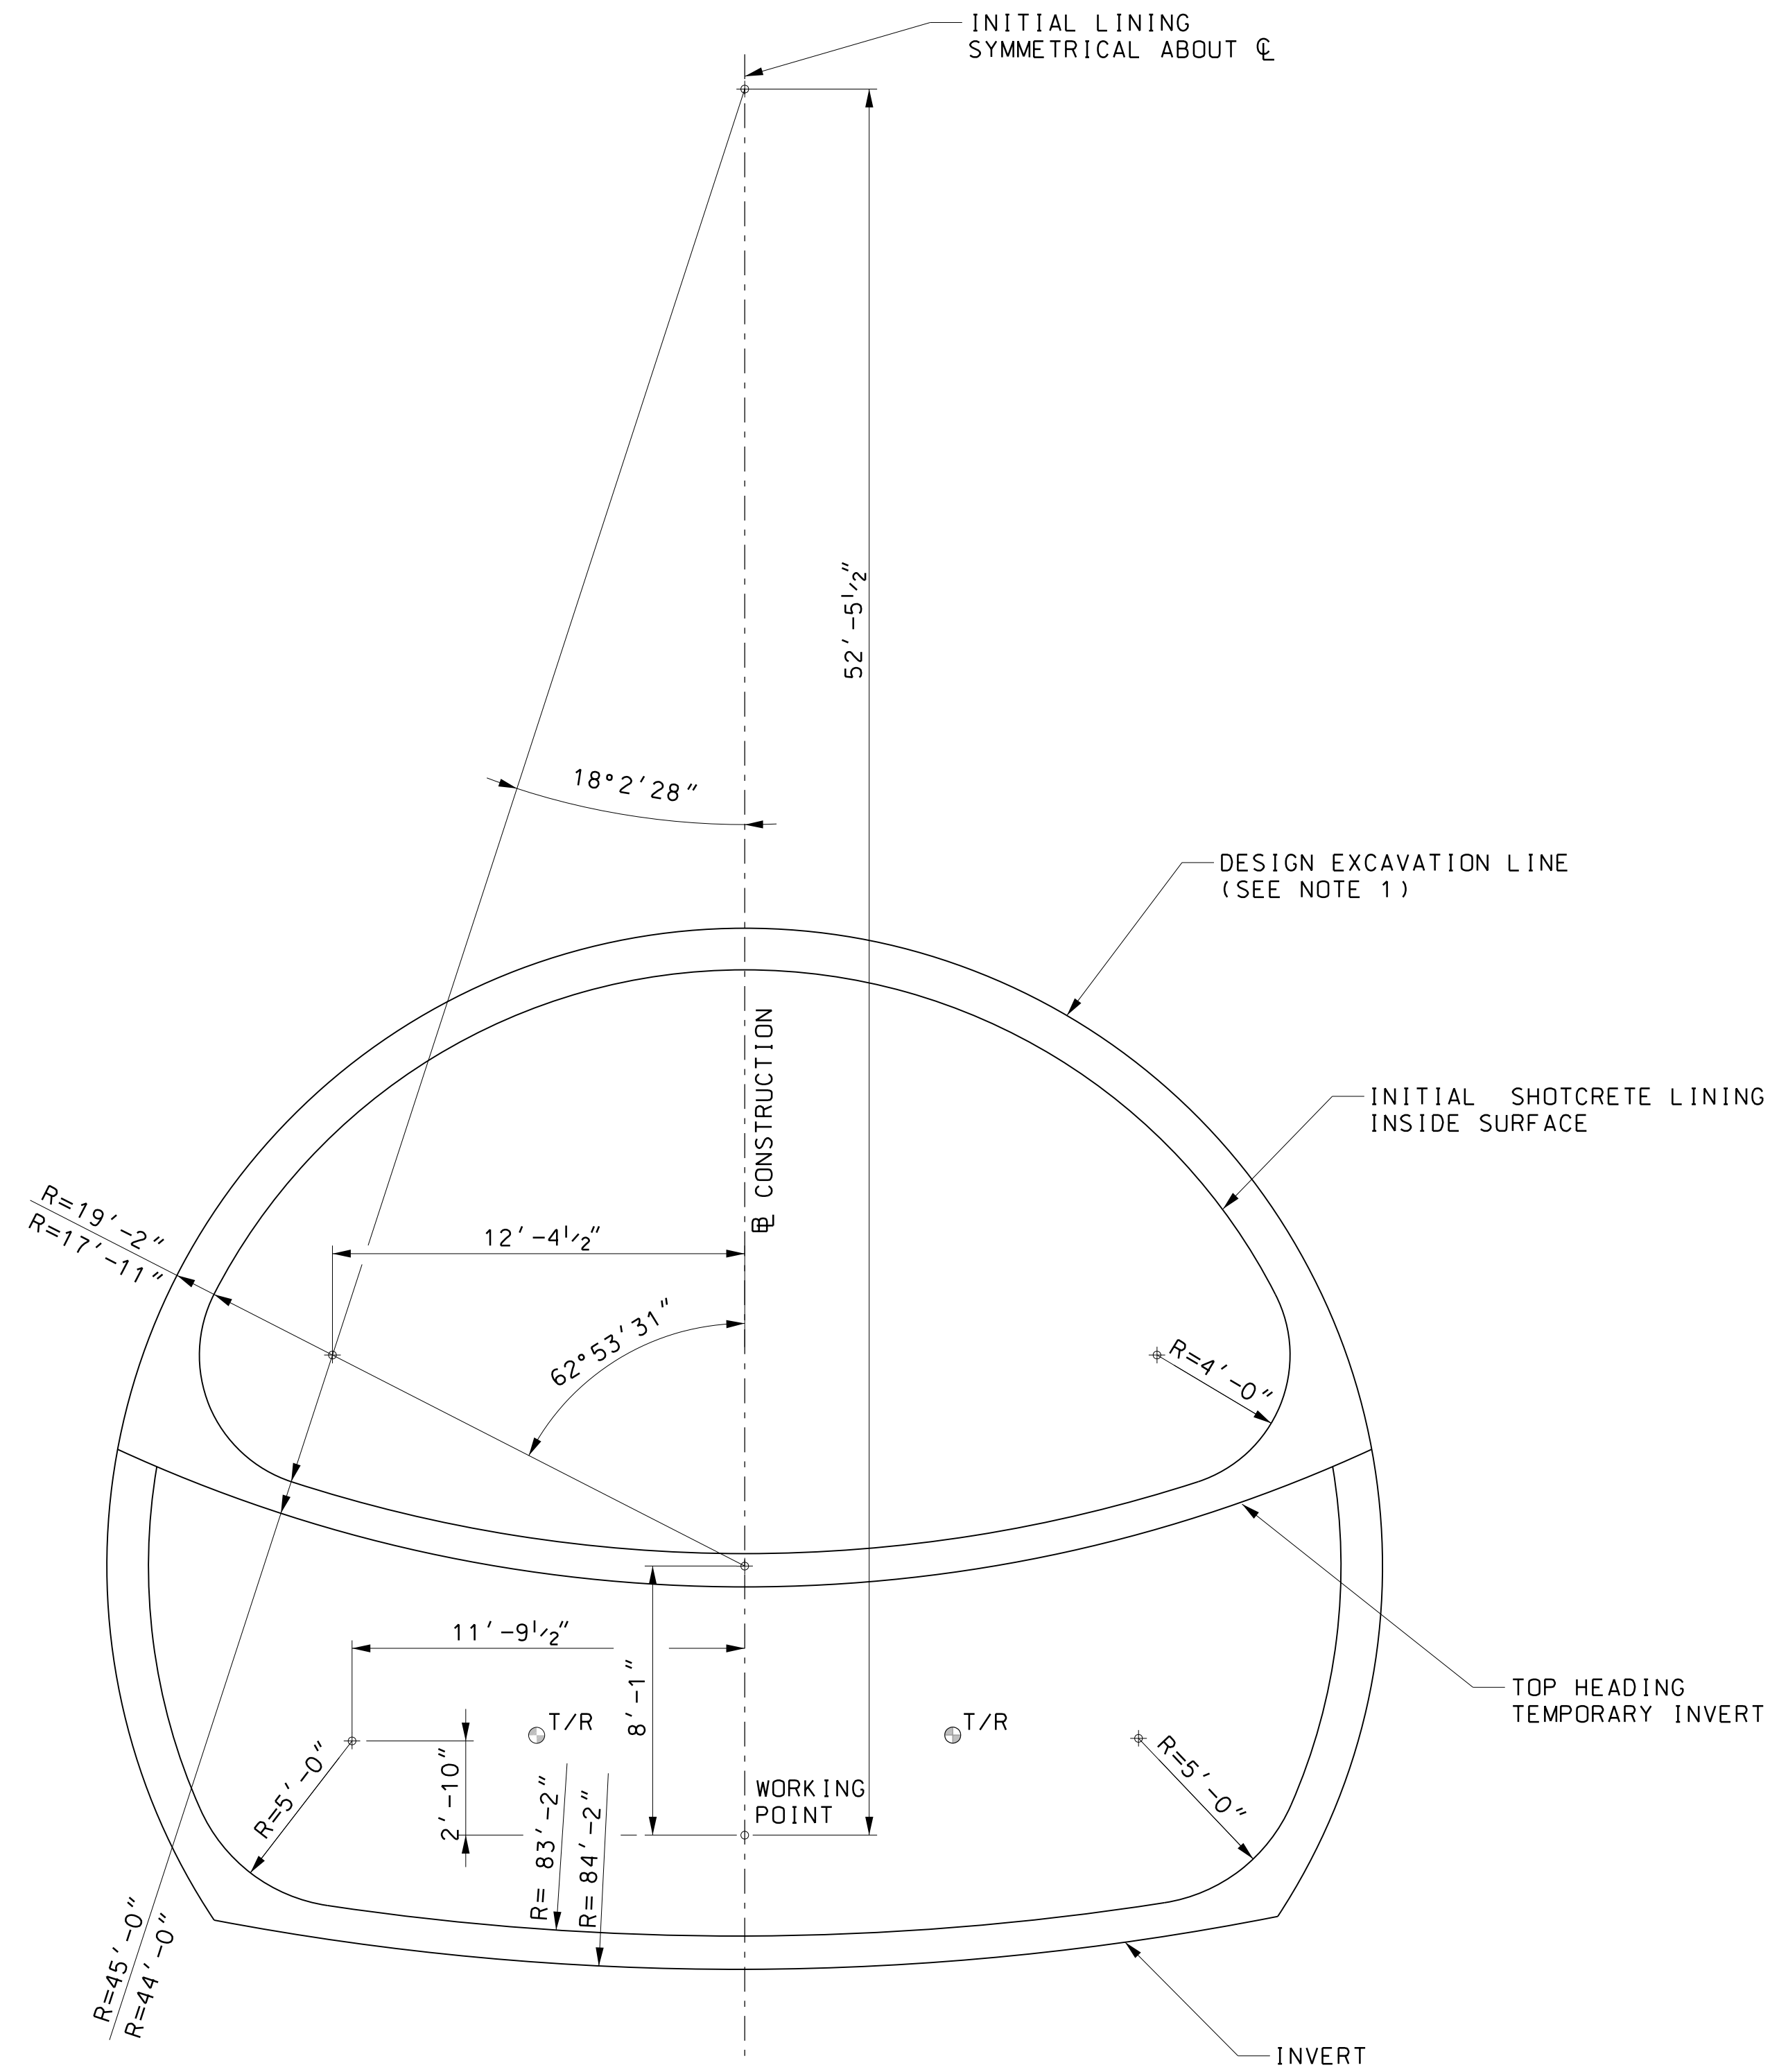 INITIAL LINING
SYMMETRICAL ABOUT ℄
52'-5½"
18°2'28"
DESIGN EXCAVATION LINE
(SEE NOTE 1)
BL CONSTRUCTION
INITIAL SHOTCRETE LINING
INSIDE SURFACE
R=19'-2"
R=17'-11"
12'-4½"
62°53'31"
R=4'-0"
11'-9½"
8'-1"
TOP HEADING
TEMPORARY INVERT
T/R
T/R
R=5'-0"
2'-10"
R= 83'-2"
R= 84'-2"
WORKING
POINT
R=5'-0"
R=45'-0"
R=44'-0"
INVERT